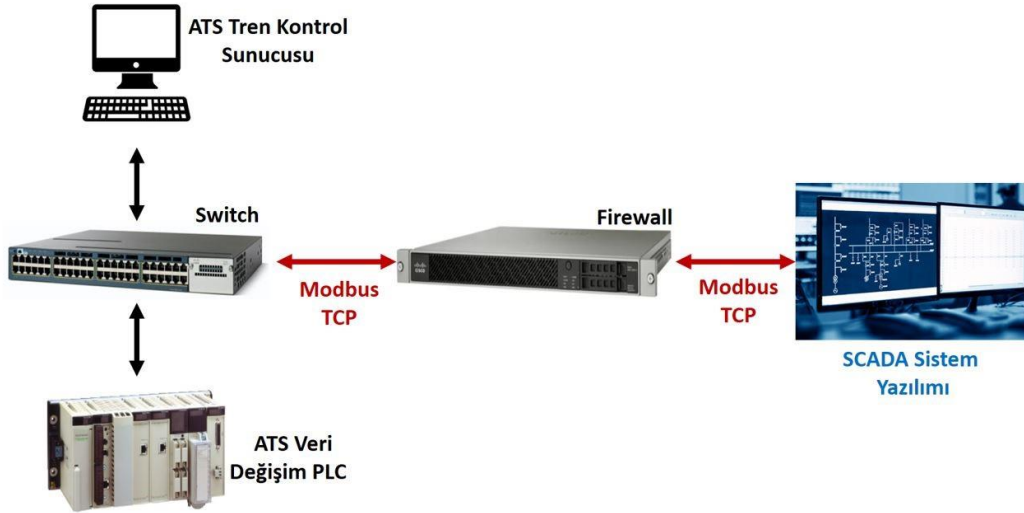 ATS Tren Kontrol
Sunucusu
Switch
Firewall
Modbus
TCP
Modbus
TCP
SCADA Sistem
Yazılımı
ATS Veri
Değişim PLC